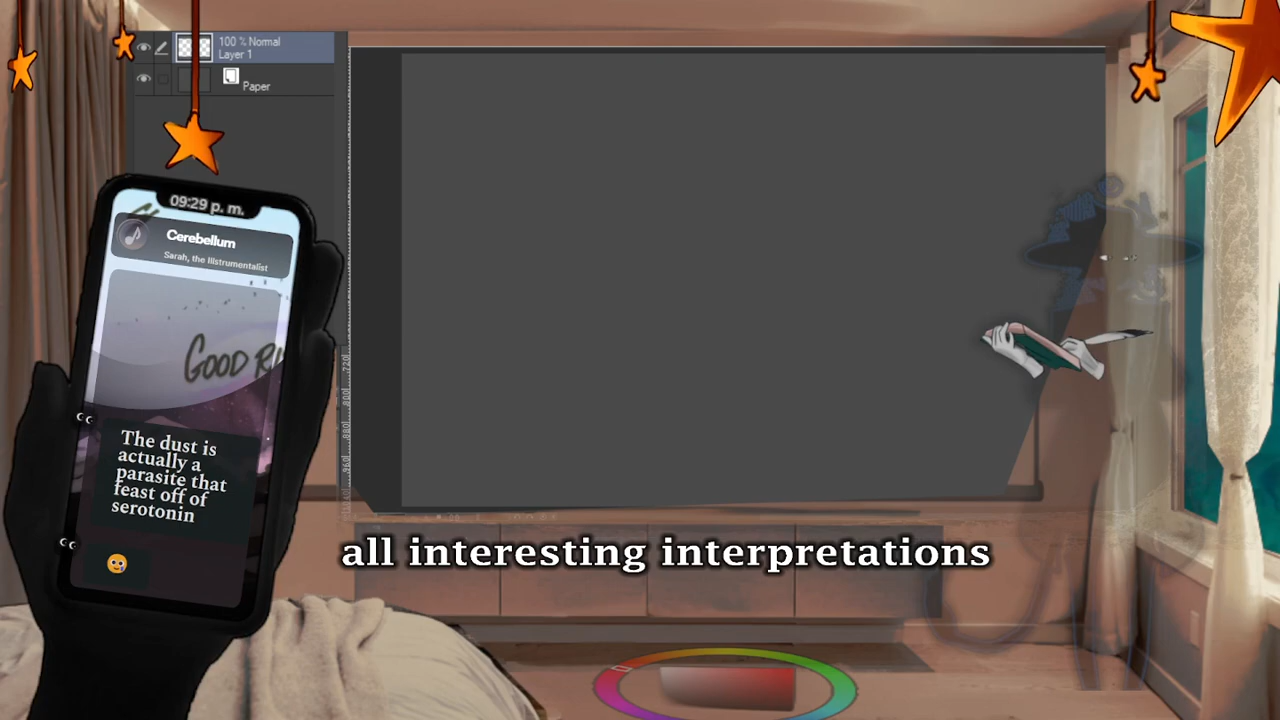 100 % Normal
Layer 1
Paper
09:29 p. m.
Cerebellum
Sarah, the Illstrumentalist
GOOD
The dust is
actually a
parasite that
feast off of
serotonin
all interesting interpretations